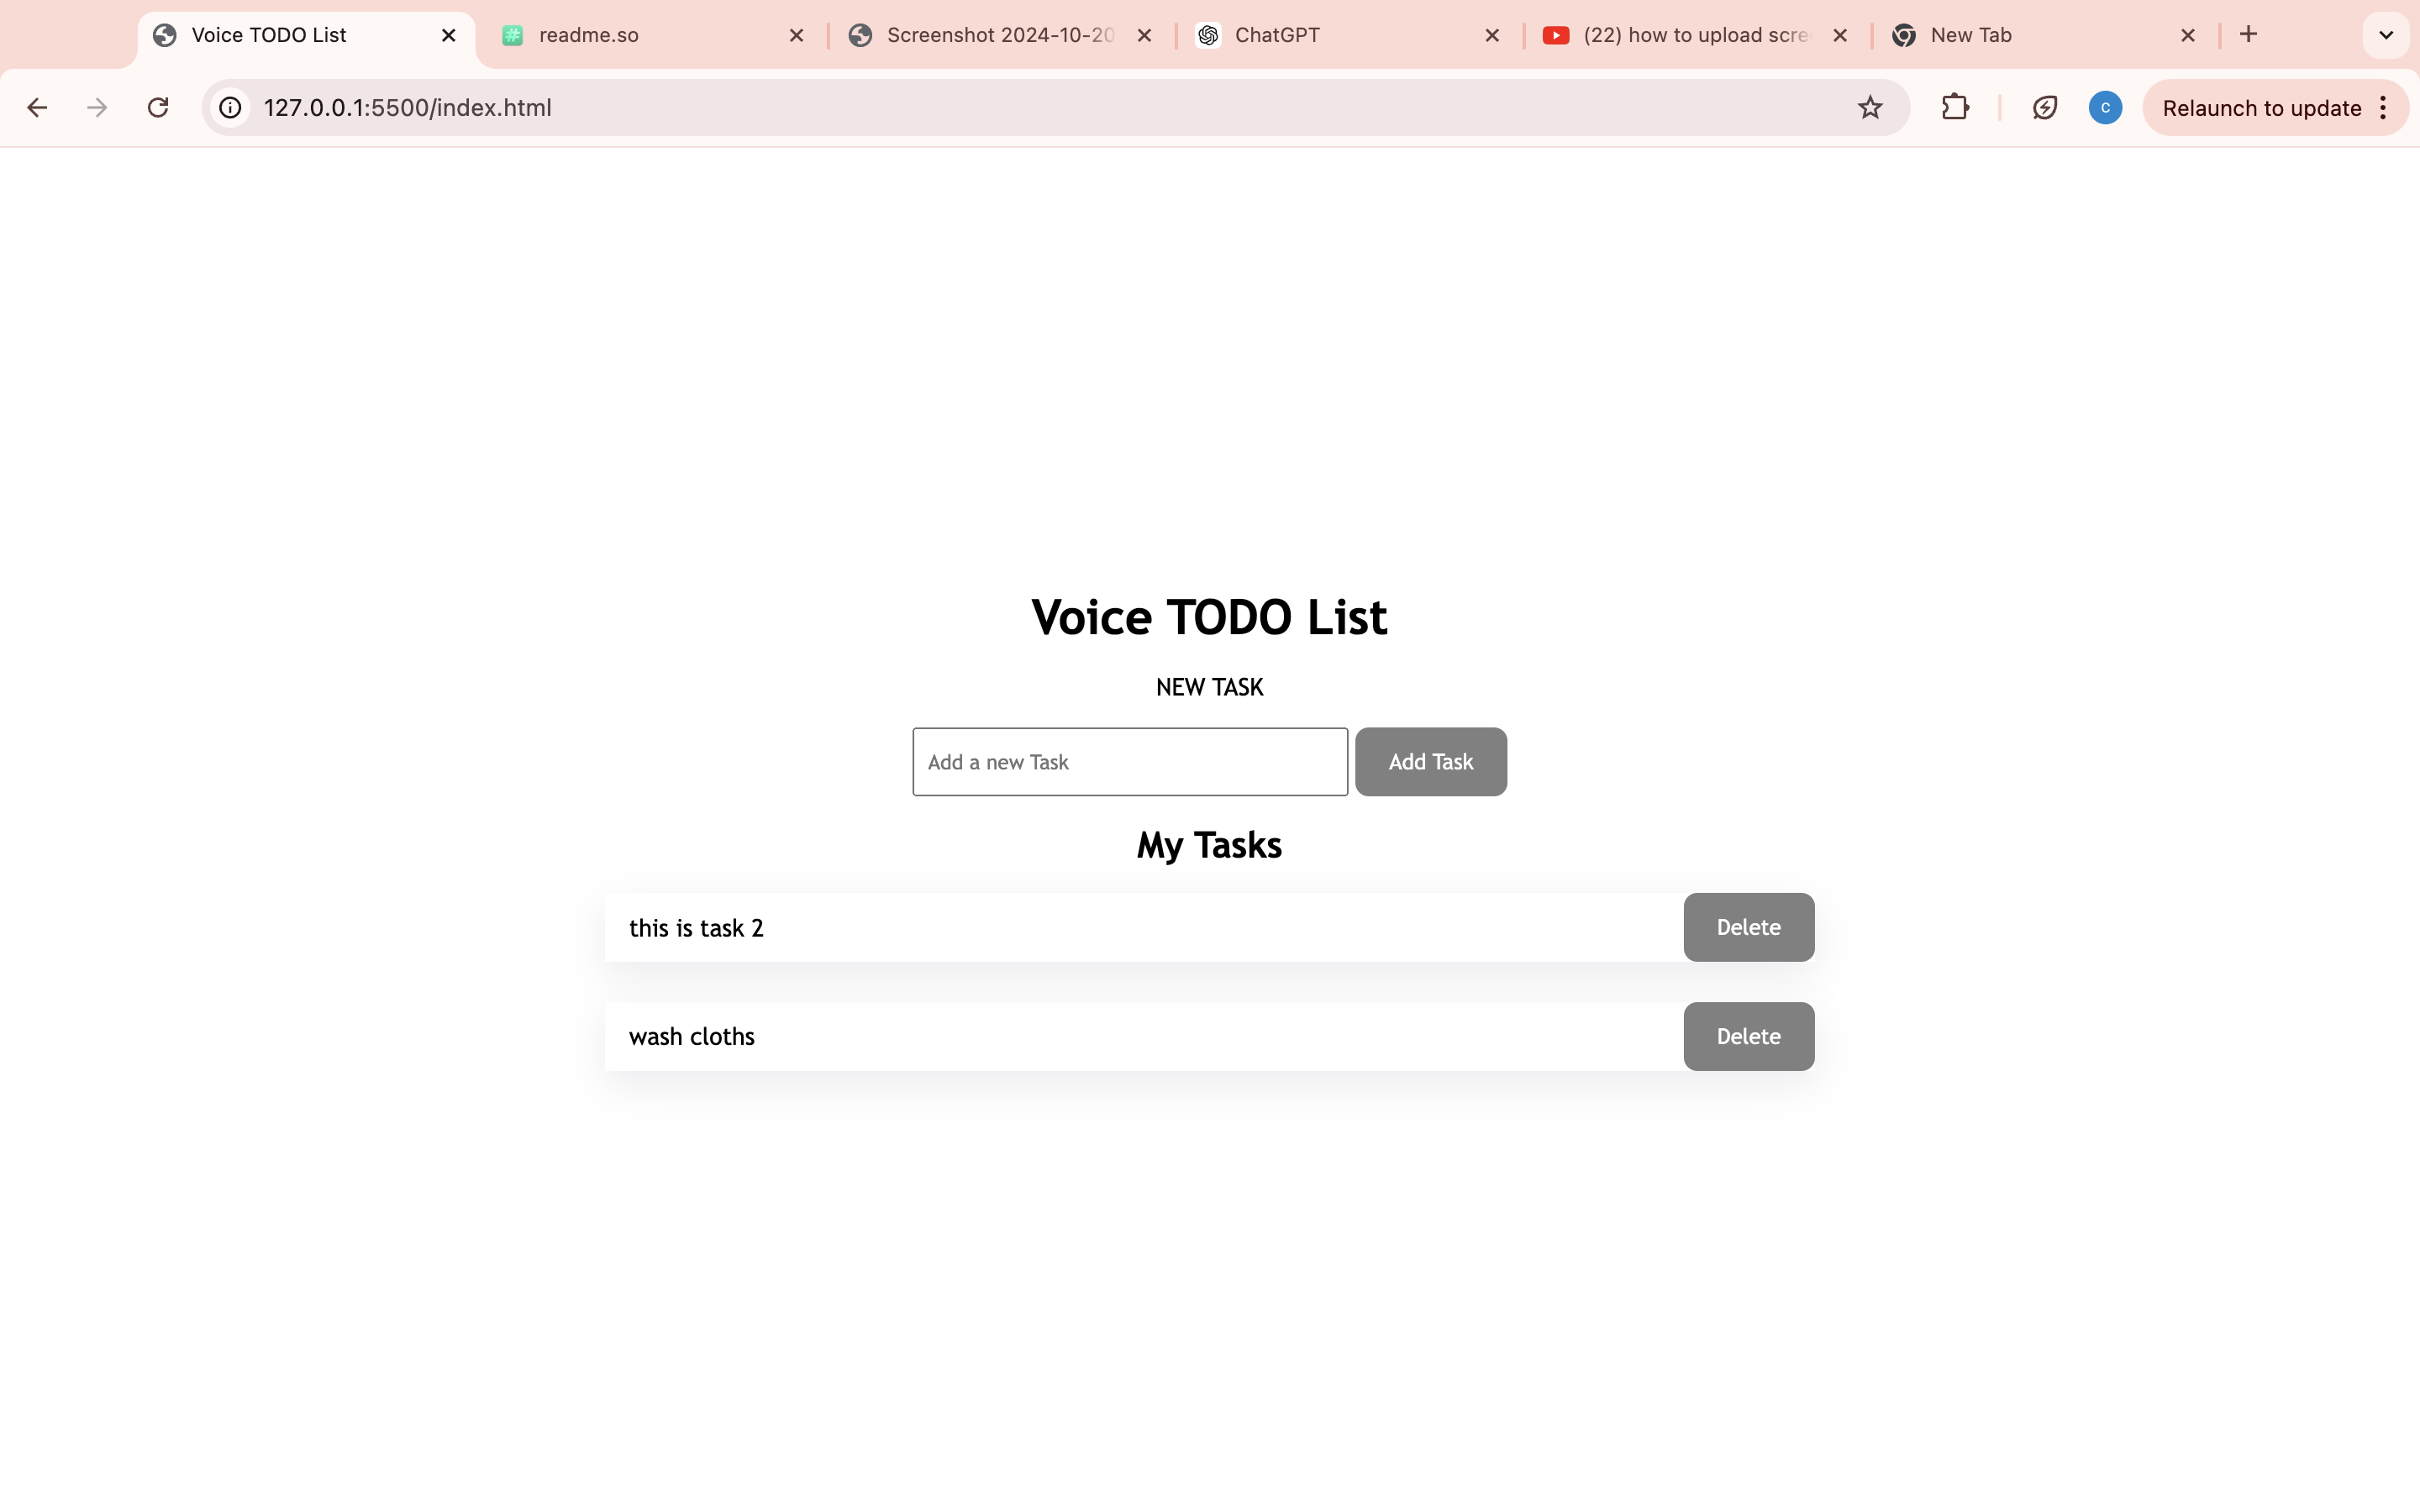 Voice TODO List
readme.so
Screenshot 2024-10-20
ChatGPT
(22) how to upload scre
New Tab
127.0.0.1:5500/index.html
C
Relaunch to update
Voice TODO List
NEW TASK
Add a new Task
Add Task
My Tasks
this is task 2
Delete
wash cloths
Delete